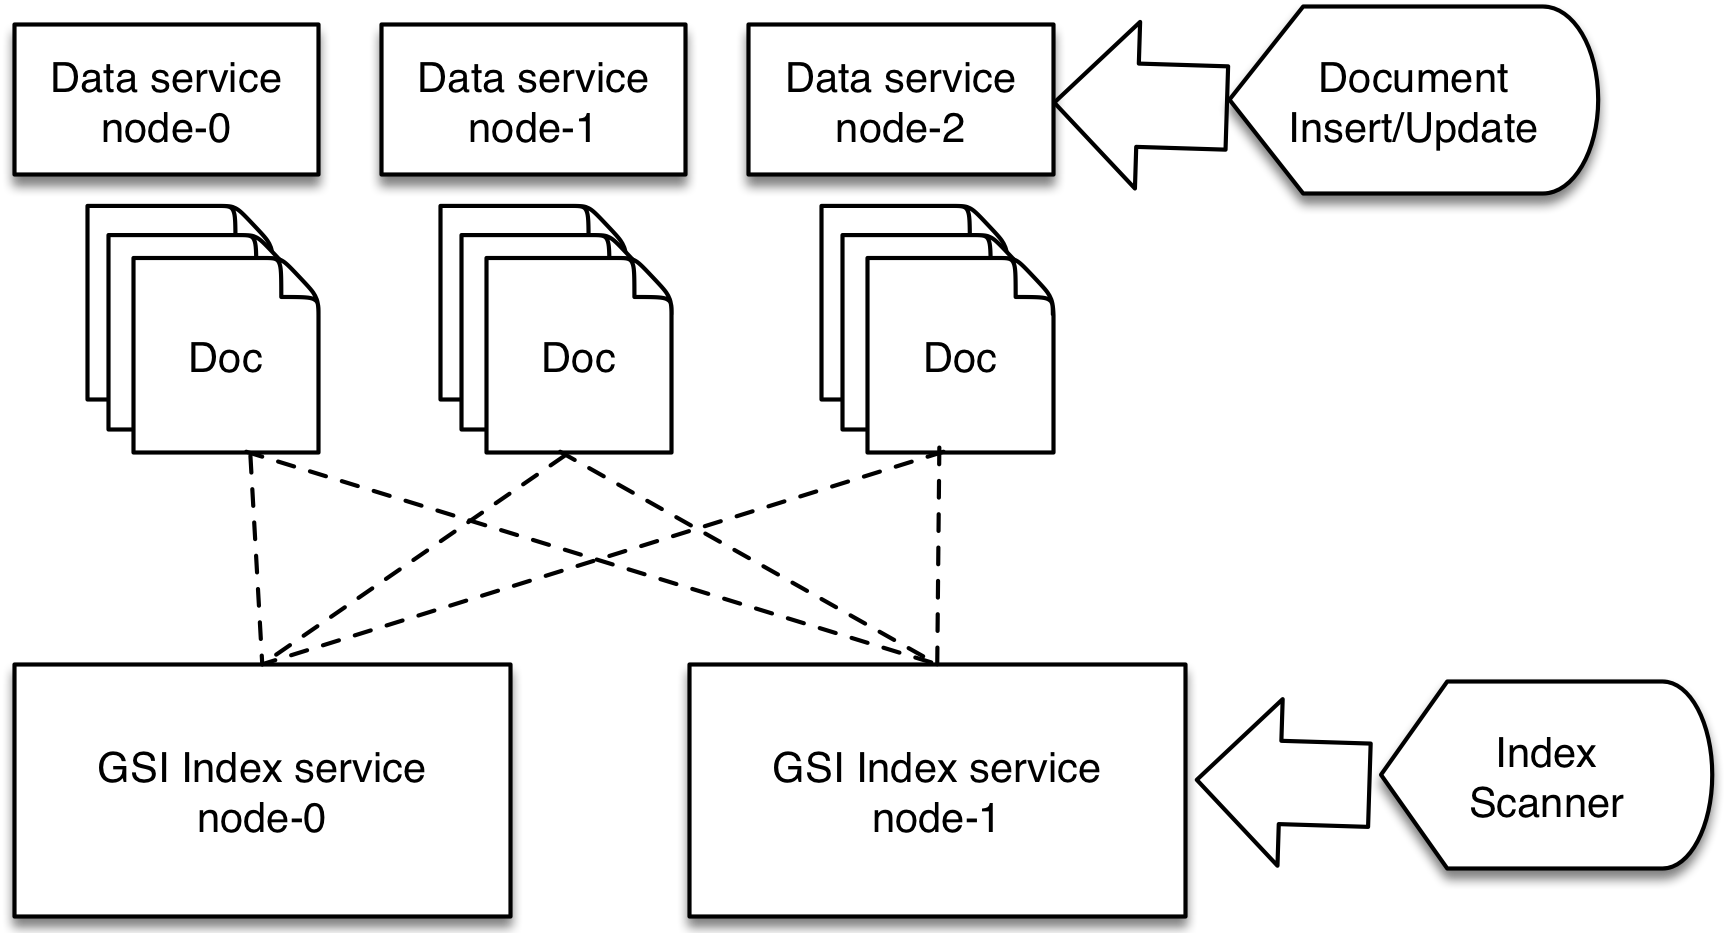 Data service
node-0
Data service
node-1
Data service
node-2
Document
Insert/Update
Doc
Doc
Doc
GSI Index service
node-0
GSI Index service
node-1
Index
Scanner